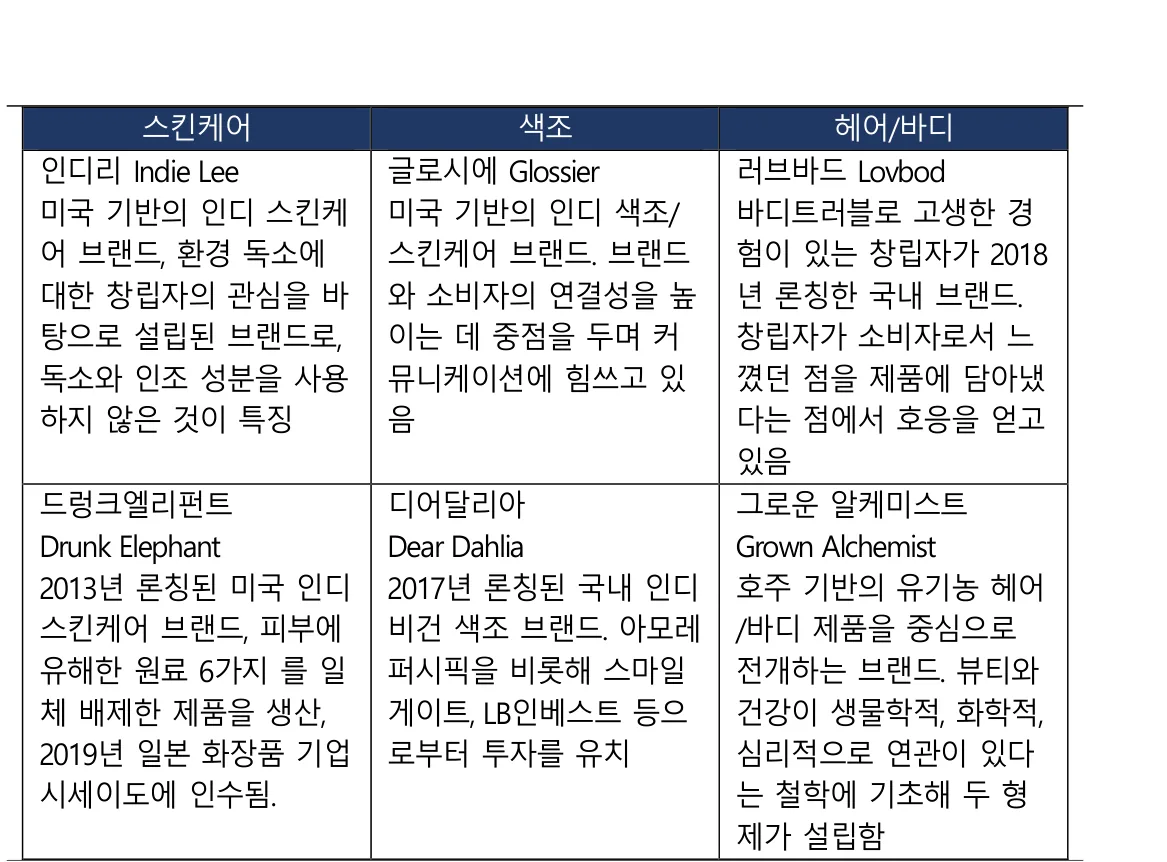 스킨케어
색조
헤어/바디
인디리 Indie Lee
미국 기반의 인디 스킨케
어 브랜드, 환경 독소에
대한 창립자의 관심을 바
탕으로 설립된 브랜드로,
독소와 인조 성분을 사용
하지 않은 것이 특징
글로시에 Glossier
미국 기반의 인디 색조/
스킨케어 브랜드. 브랜드
와 소비자의 연결성을 높
이는 데 중점을 두며 커
뮤니케이션에 힘쓰고 있
음
러브바드 Lovbod
바디트러블로 고생한 경
험이 있는 창립자가 2018
년 론칭한 국내 브랜드.
창립자가 소비자로서 느
꼈던 점을 제품에 담아냈
다는 점에서 호응을 얻고
있음
드렁크엘리펀트
Drunk Elephant
2013년 론칭된 미국 인디
스킨케어 브랜드, 피부에
유해한 원료 6가지 를 일
체 배제한 제품을 생산,
2019년 일본 화장품 기업
시세이도에 인수됨.
디어달리아
Dear Dahlia
2017년 론칭된 국내 인디
비건 색조 브랜드. 아모레
퍼시픽을 비롯해 스마일
게이트, LB인베스트 등으
로부터 투자를 유치
그로운 알케미스트
Grown Alchemist
호주 기반의 유기농 헤어
/바디 제품을 중심으로
전개하는 브랜드. 뷰티와
건강이 생물학적, 화학적,
심리적으로 연관이 있다
는 철학에 기초해 두 형
제가 설립함